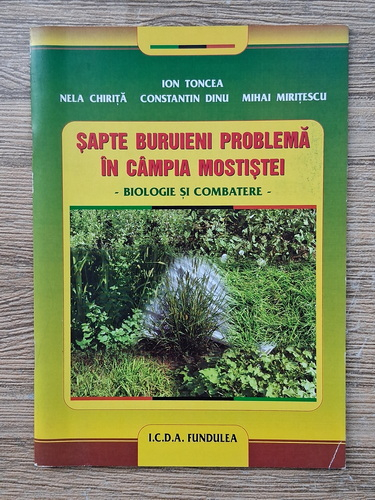 ION TONCEA
NELA CHIRIȚĂ CONSTANTIN DINU MIHAI MIRIȚESCU
ȘAPTE BURUIENI PROBLEMĂ
ÎN CÂMPIA MOSTIȘTEI
- BIOLOGIE ȘI COMBATERE -
I.C.D.A. FUNDULEA